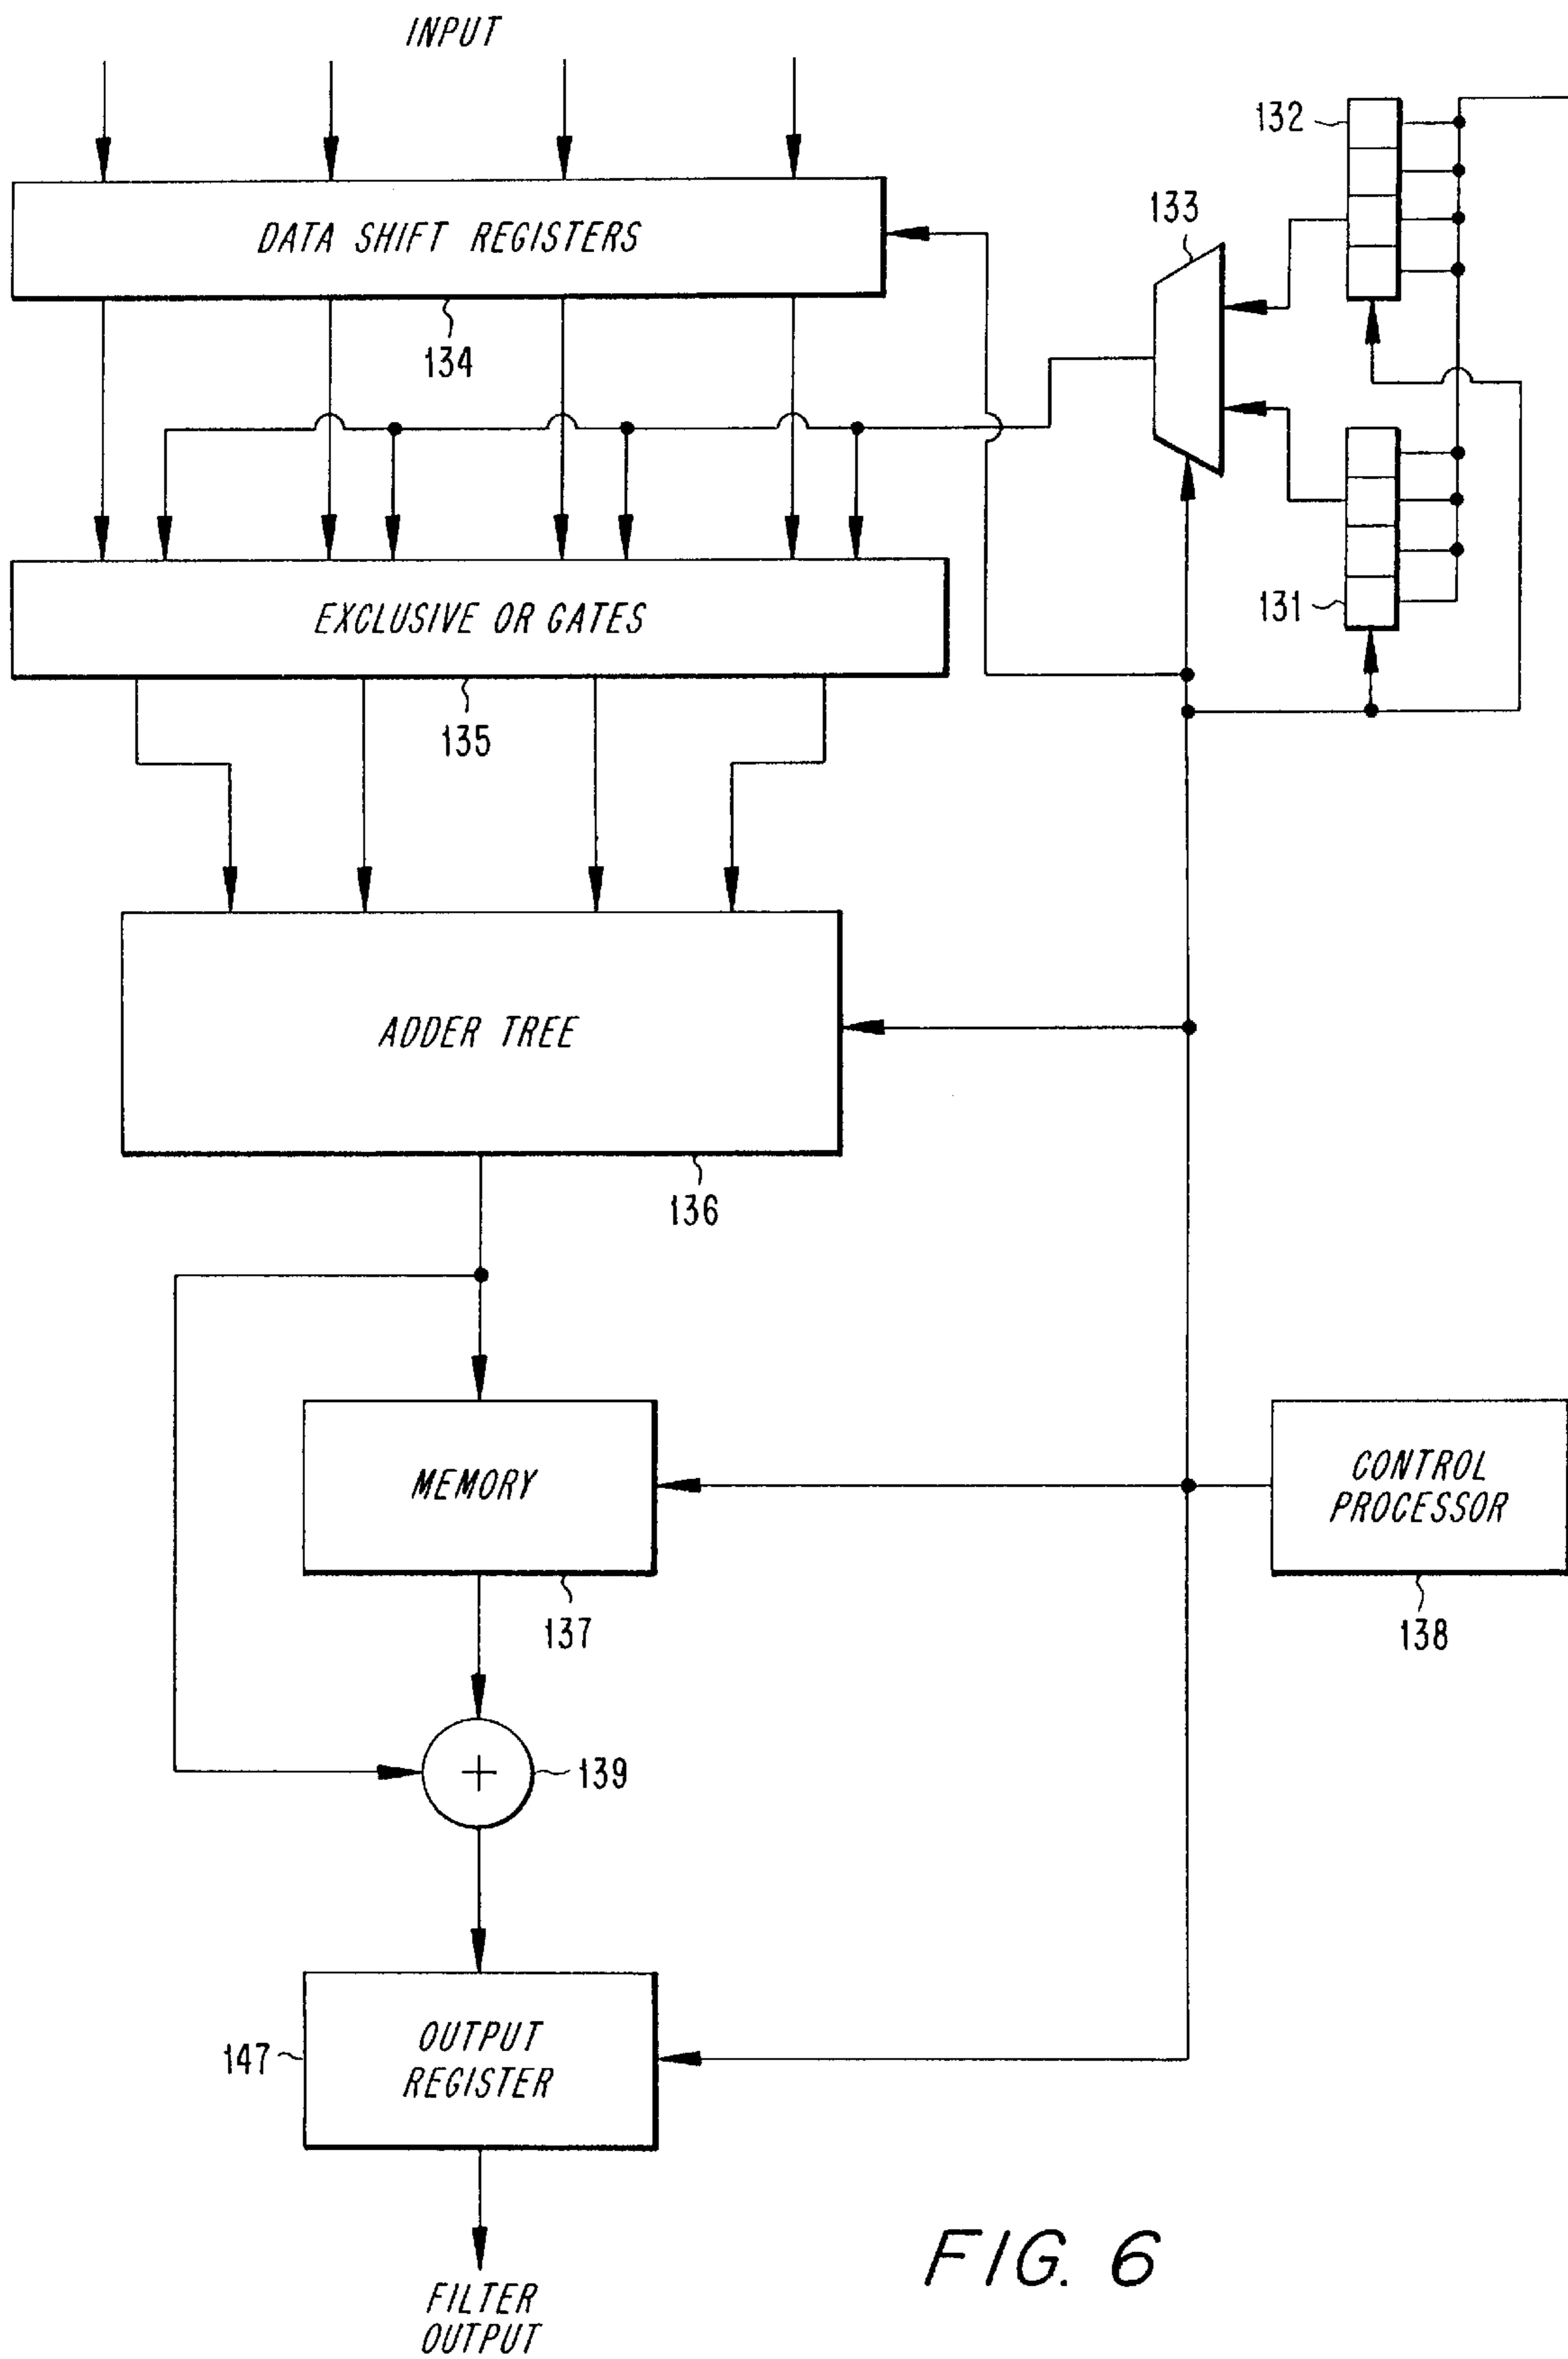 INPUT
132
133
DATA SHIFT REGISTERS
134
131
EXCLUSIVE OR GATES
135
ADDER TREE
136
MEMORY
CONTROL
PROCESSOR
137
138
+
139
147
OUTPUT
REGISTER
FILTER
OUTPUT
FIG. 6